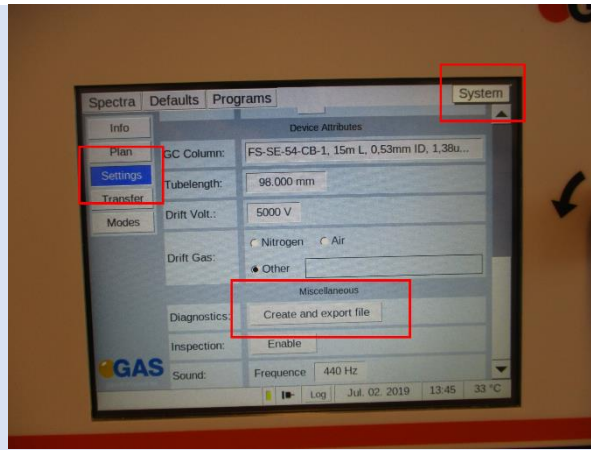 Spectra Defaults Programs System
Info
Plan
Settings
Transfer
Modes
Device Attributes
GC Column: FS-SE-54-CB-1, 15m L, 0,53mm ID, 1,38u...
Tubelength: 98.000 mm
Drift Volt.: 5000 V
Drift Gas: Nitrogen Air
Other
Miscellaneous
Diagnostics: Create and export file
Inspection: Enable
Sound: Frequence 440 Hz
GAS
Log Jul. 02. 2019 13:45 33 °C